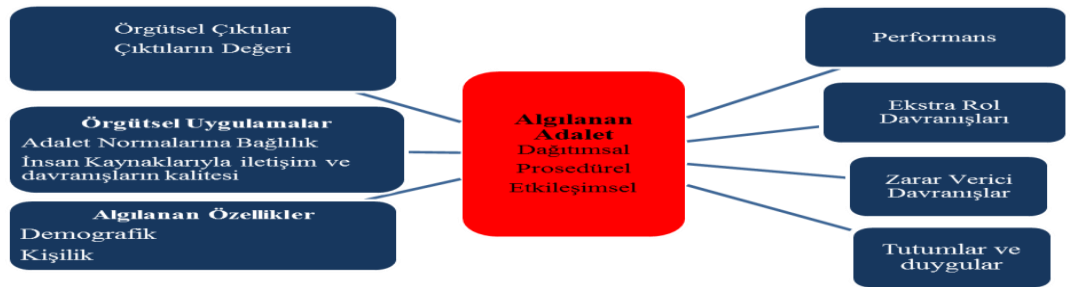 Örgütsel Çıktılar
Çıktıların Değeri
Örgütsel Uygulamalar
Adalet Normalarına Bağlılık
İnsan Kaynaklarıyla iletişim ve
davranışların kalitesi
Algılanan Özellikler
Demografik
Kişilik
Algılanan
Adalet
Dağıtımsal
Prosedürel
Etkileşimsel
Performans
Ekstra Rol
Davranışları
Zarar Verici
Davranışlar
Tutumlar ve
duygular